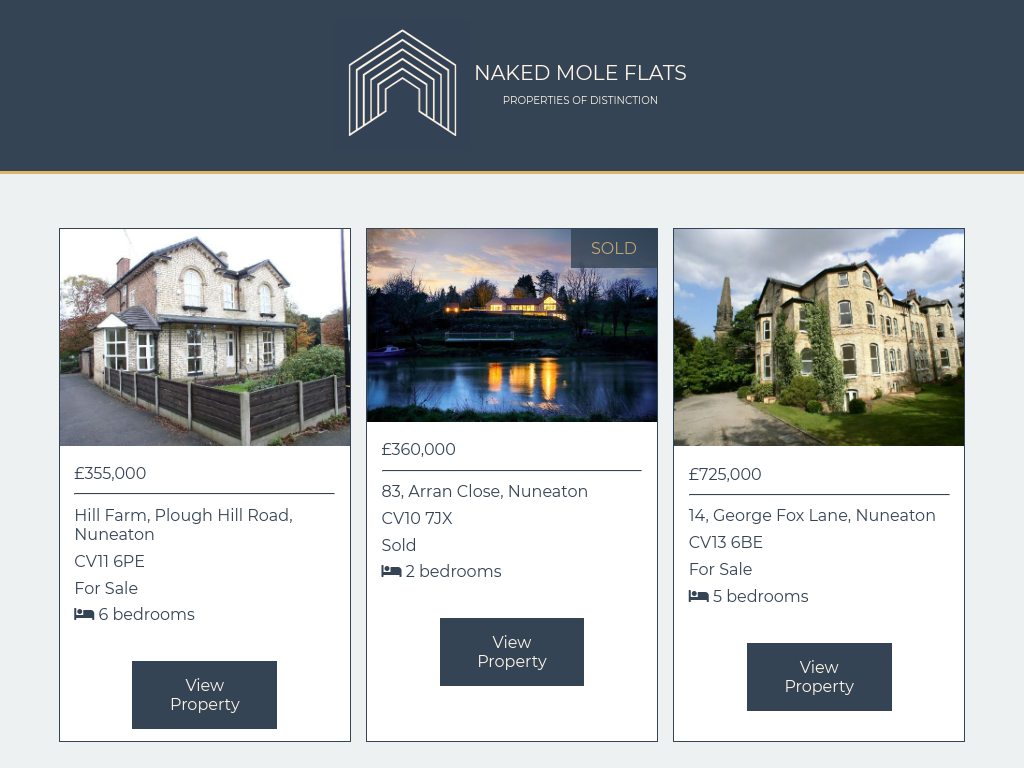 NAKED MOLE FLATS
PROPERTIES OF DISTINCTION
£355,000
Hill Farm, Plough Hill Road,
Nuneaton
CV11 6PE
For Sale
6 bedrooms
View
Property
SOLD
£360,000
83, Arran Close, Nuneaton
CV10 7JX
Sold
2 bedrooms
View
Property
£725,000
14, George Fox Lane, Nuneaton
CV13 6BE
For Sale
5 bedrooms
View
Property